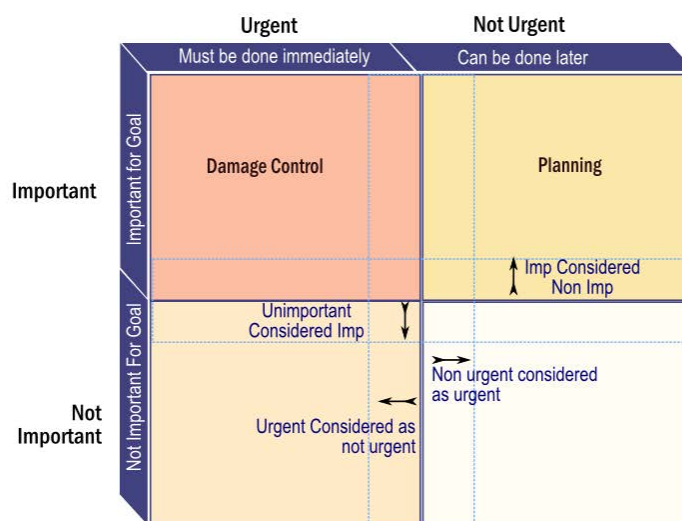 Urgent
Not Urgent
Must be done immediately
Can be done later
Important for Goal
Important
Damage Control
Planning
Imp Considered
Non Imp
Unimportant
Considered Imp
Not Important For Goal
Not
Important
Non urgent considered
as urgent
Urgent Considered as
not urgent